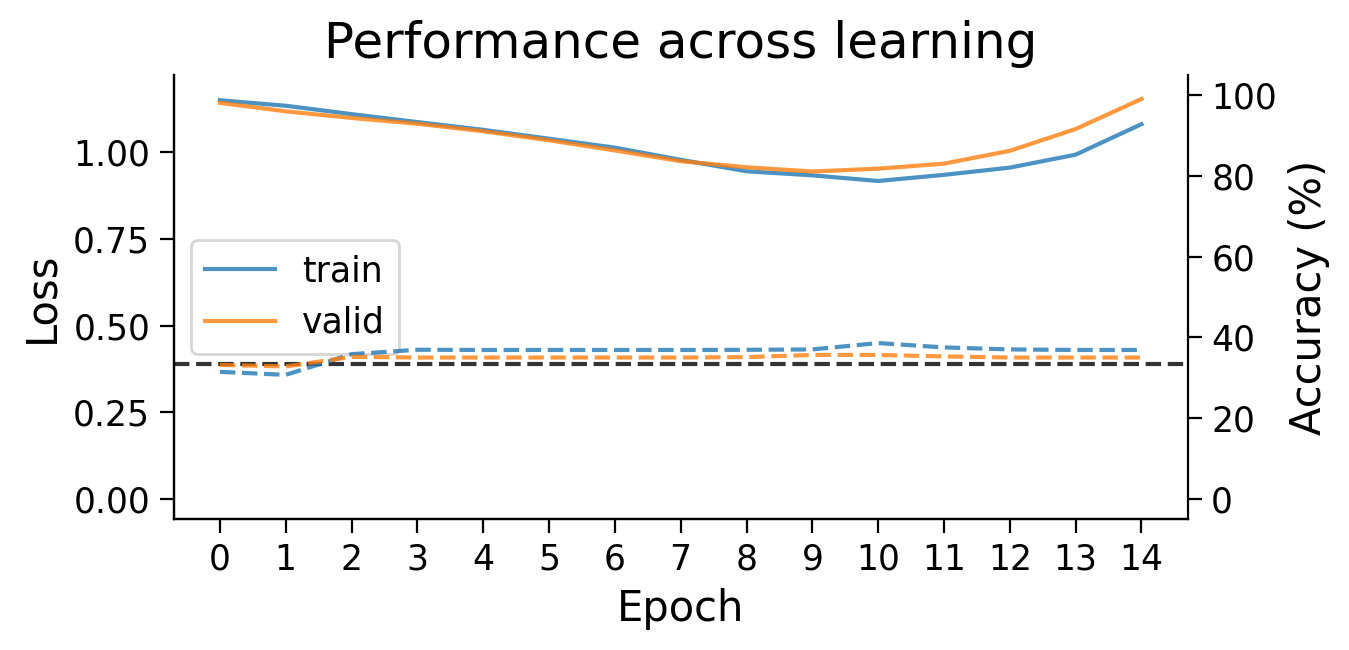 Performance across learning
Loss
1.00
0.75
0.50
0.25
0.00
train
valid
100
80
60
40
20
0
Accuracy (%)
0 1 2 3 4 5 6 7 8 9 10 11 12 13 14
Epoch